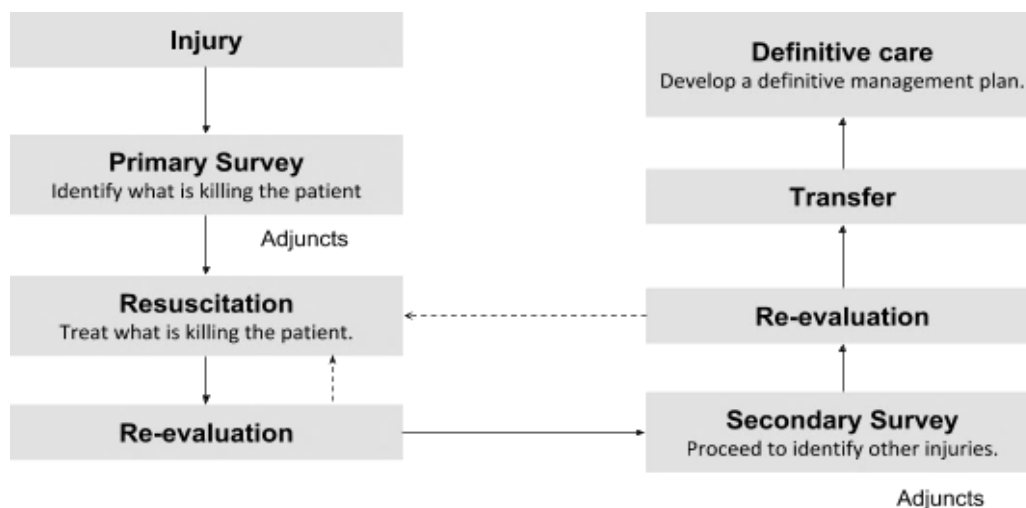 Injury
Primary Survey
Identify what is killing the patient
Adjuncts
Resuscitation
Treat what is killing the patient.
Re-evaluation
Definitive care
Develop a definitive management plan.
Transfer
Re-evaluation
Secondary Survey
Proceed to identify other injuries.
Adjuncts